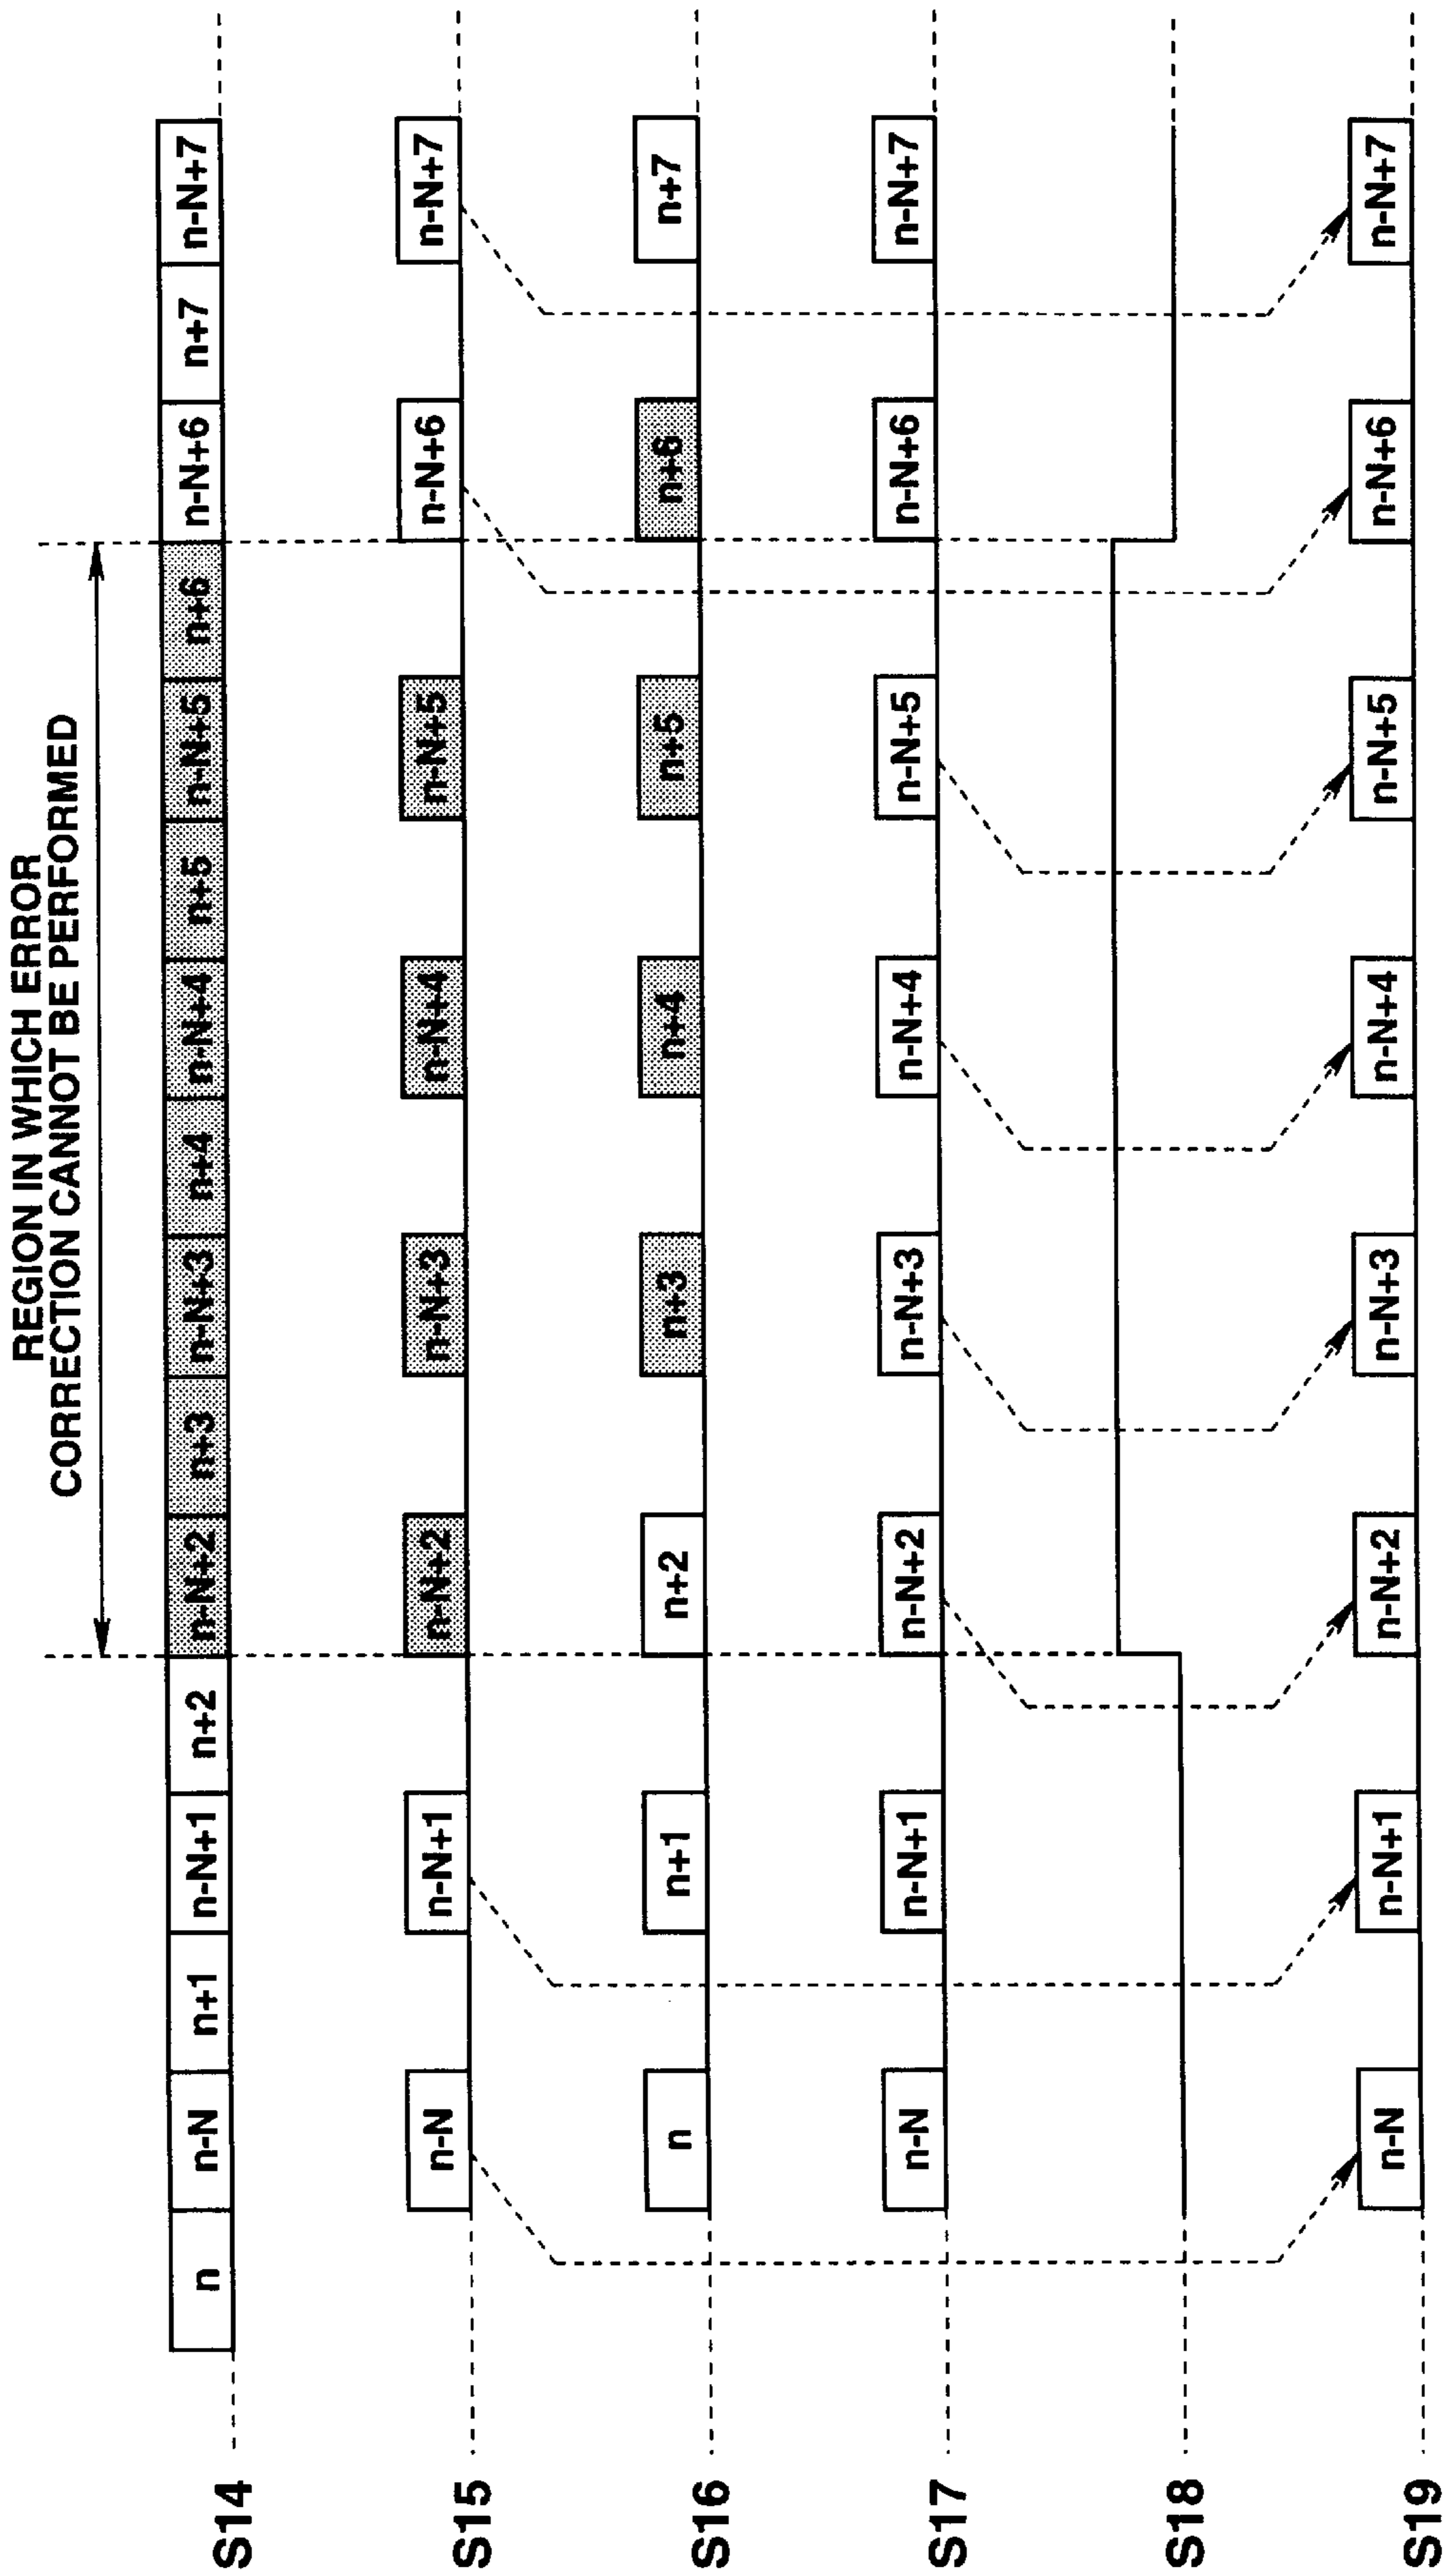 REGION IN WHICH ERROR
CORRECTION CANNOT BE PERFORMED
S14 n n-N n+1 n-N+1 n+2 n-N+2 n+3 n-N+3 n+4 n-N+4 n+5 n-N+5 n+6 n-N+6 n+7 n-N+7
S15 n-N n-N+1 n-N+2 n-N+3 n-N+4 n-N+5 n-N+6 n-N+7
S16 n n+1 n+2 n+3 n+4 n+5 n+6 n+7
S17 n-N n-N+1 n-N+2 n-N+3 n-N+4 n-N+5 n-N+6 n-N+7
S18
S19 n-N n-N+1 n-N+2 n-N+3 n-N+4 n-N+5 n-N+6 n-N+7